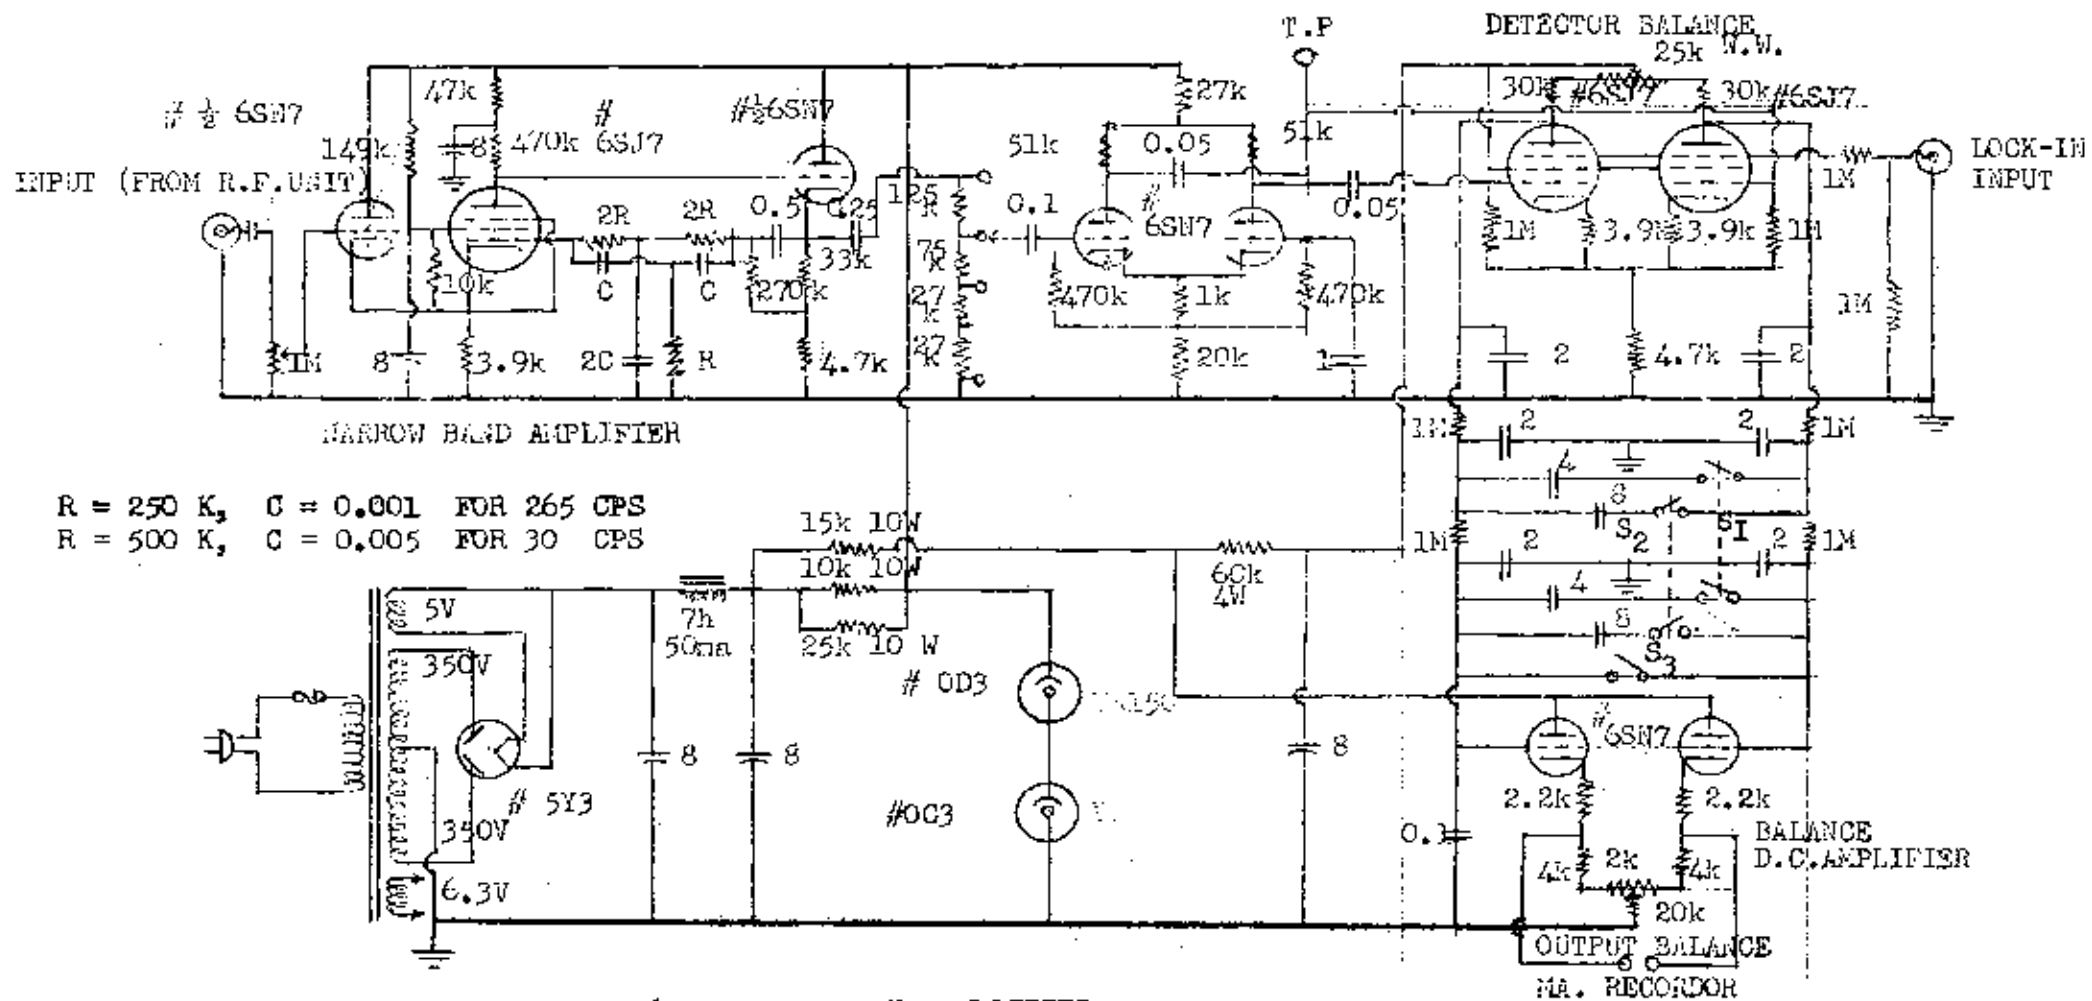 T.P
DETECTOR BALANCE
25k W.W.
# ½ 6SN7
47k
#
6SJ7
#½6SN7
27k
30k
#6SJ7
30k
#6SJ7
149k
8
470k
51k
0.05
51k
INPUT (FROM R.F.UNIT)
LOCK-IN
INPUT
1M
2R
2R
0.5
0.25
0.1
#
6SN7
0.05
1M
3.9k
3.9k
1M
10k
C
C
270k
33k
75
k
27
k
27
k
470k
1k
470k
1M
1M
8
3.9k
2C
R
4.7k
20k
1
2
4.7k
2
NARROW BAND AMPLIFIER
1M
2
2
1M
4
8
S2
S1
R = 250 K, C = 0.001 FOR 265 CPS
R = 500 K, C = 0.005 FOR 30 CPS
15k 10W
10k 10W
25k 10 W
60k
4W
1M
2
2
2
1M
4
8
S3
5V
7h
50ma
350V
# OD3
#
6SN7
8
8
8
# 5Y3
#OC3
2.2k
2.2k
350V
6.3V
BALANCE
D.C.AMPLIFIER
4k
2k
4k
20k
OUTPUT BALANCE
MA. RECORDOR